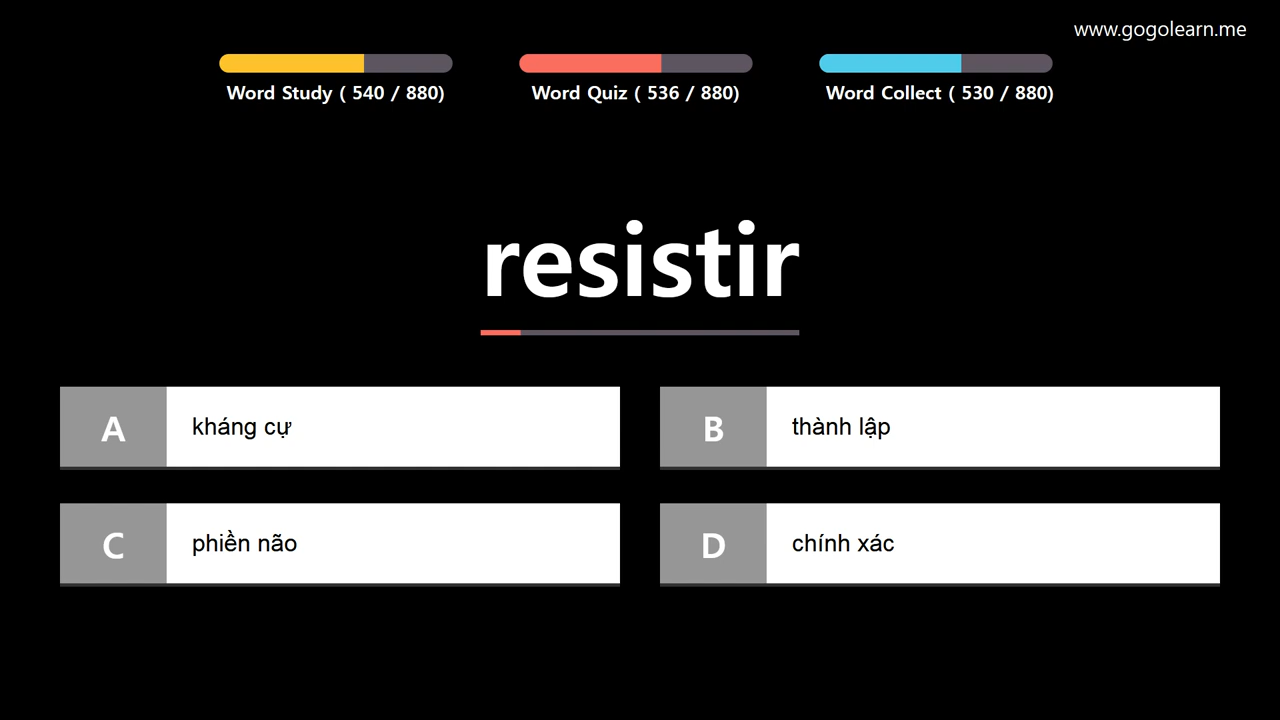 www.gogolearn.me
Word Study ( 540 / 880)
Word Quiz ( 536 / 880)
Word Collect ( 530 / 880)
resistir
A kháng cự
B thành lập
C phiền não
D chính xác